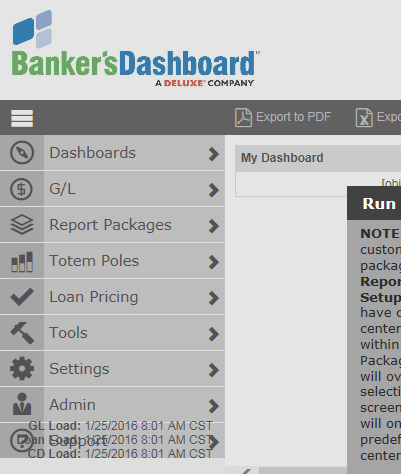 Banker'sDashboard™
A DELUXE® COMPANY
Export to PDF
Expo
Dashboards
G/L
Report Packages
Totem Poles
Loan Pricing
Tools
Settings
Admin
Support
GL Load: 1/25/2016 8:01 AM CST
Loan Load: 1/25/2016 8:01 AM CST
CD Load: 1/25/2016 8:01 AM CST
My Dashboard
[obj
Run
NOTE
custom
packag
Repor
Setup
have c
center
within
Packag
will ov
selecti
screen
will on
predef
center